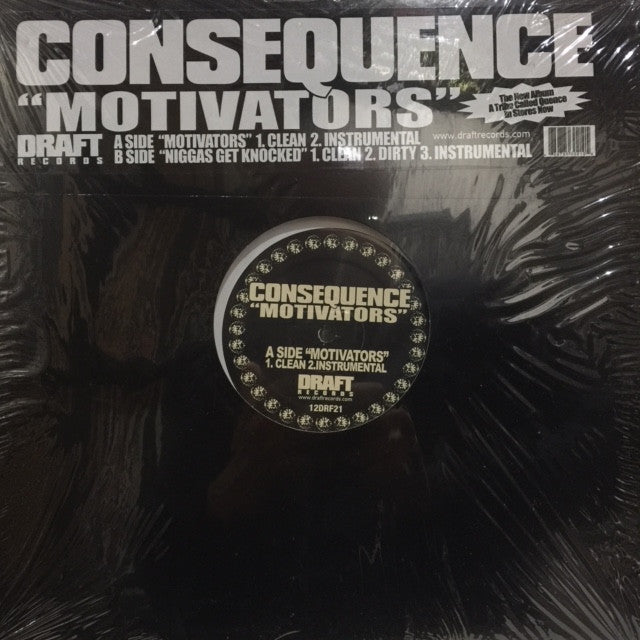 CONSEQUENCE
"MOTIVATORS"
The New Album
A Tribe Called Quence
In Stores Now
DRAFT
RECORDS
A SIDE "MOTIVATORS" 1. CLEAN 2. INSTRUMENTAL
www.draftrecords.com
B SIDE "NIGGAS GET KNOCKED" 1. CLEAN 2. DIRTY 3. INSTRUMENTAL
CONSEQUENCE
"MOTIVATORS"
A SIDE "MOTIVATORS"
1. CLEAN 2.INSTRUMENTAL
DRAFT
RECORDS
www.draftrecords.com
12DRF21